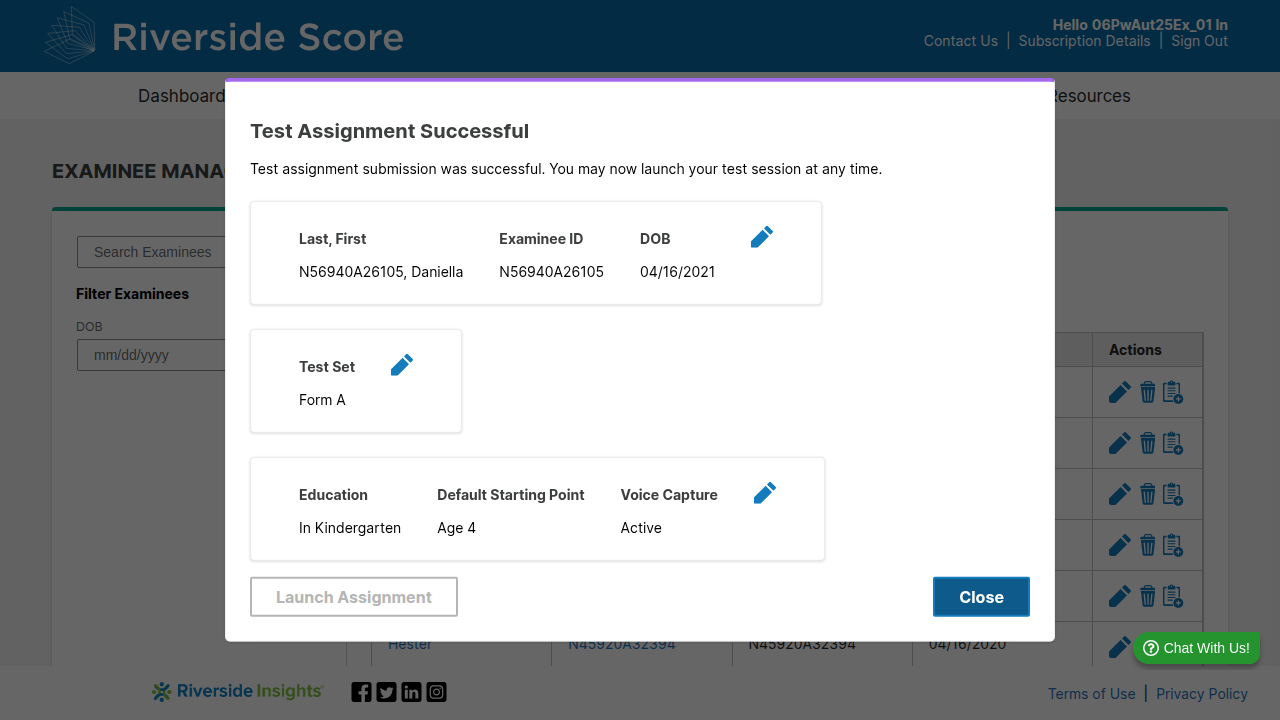 Riverside Score
Hello 06PwAut25Ex_01 In
Contact Us | Subscription Details | Sign Out
Dashboard
Resources
EXAMINEE MANA
Test Assignment Successful
Test assignment submission was successful. You may now launch your test session at any time.
Last, First Examinee ID DOB
N56940A26105, Daniella N56940A26105 04/16/2021
Test Set
Form A
Education Default Starting Point Voice Capture
In Kindergarten Age 4 Active
Launch Assignment
Close
Search Examinees
Filter Examinees
DOB
mm/dd/yyyy
Actions
Hester N45920A32394 N45920A32394 04/16/2020
Chat With Us!
Riverside Insights
Terms of Use | Privacy Policy